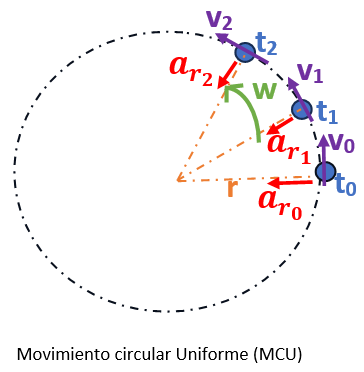 v₂
t₂
aᵣ₂
w
v₁
t₁
aᵣ₁
v₀
r
t₀
aᵣ₀
Movimiento circular Uniforme (MCU)